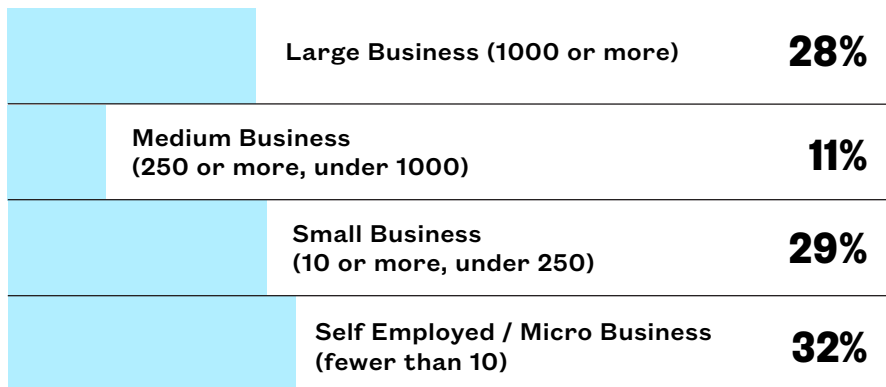 Large Business (1000 or more) 28%
Medium Business
(250 or more, under 1000) 11%
Small Business
(10 or more, under 250) 29%
Self Employed / Micro Business
(fewer than 10) 32%